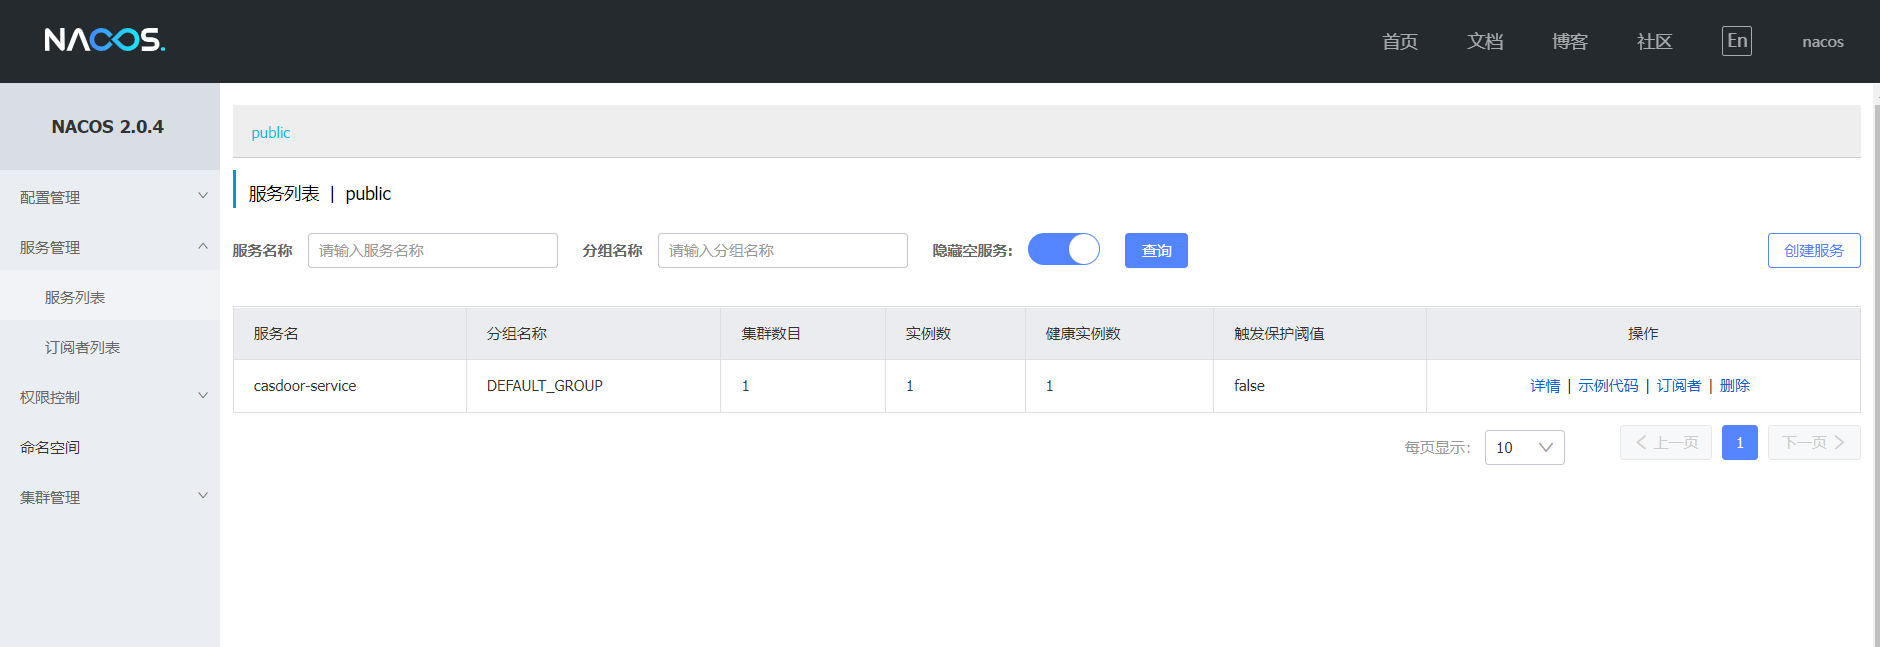 NACOS. 首页 文档 博客 社区 En nacos
NACOS 2.0.4
配置管理
服务管理
服务列表
订阅者列表
权限控制
命名空间
集群管理
public
服务列表 | public
服务名称 请输入服务名称 分组名称 请输入分组名称 隐藏空服务: 查询 创建服务
服务名 分组名称 集群数目 实例数 健康实例数 触发保护阈值 操作
casdoor-service DEFAULT_GROUP 1 1 1 false 详情 | 示例代码 | 订阅者 | 删除
每页显示: 10 上一页 1 下一页